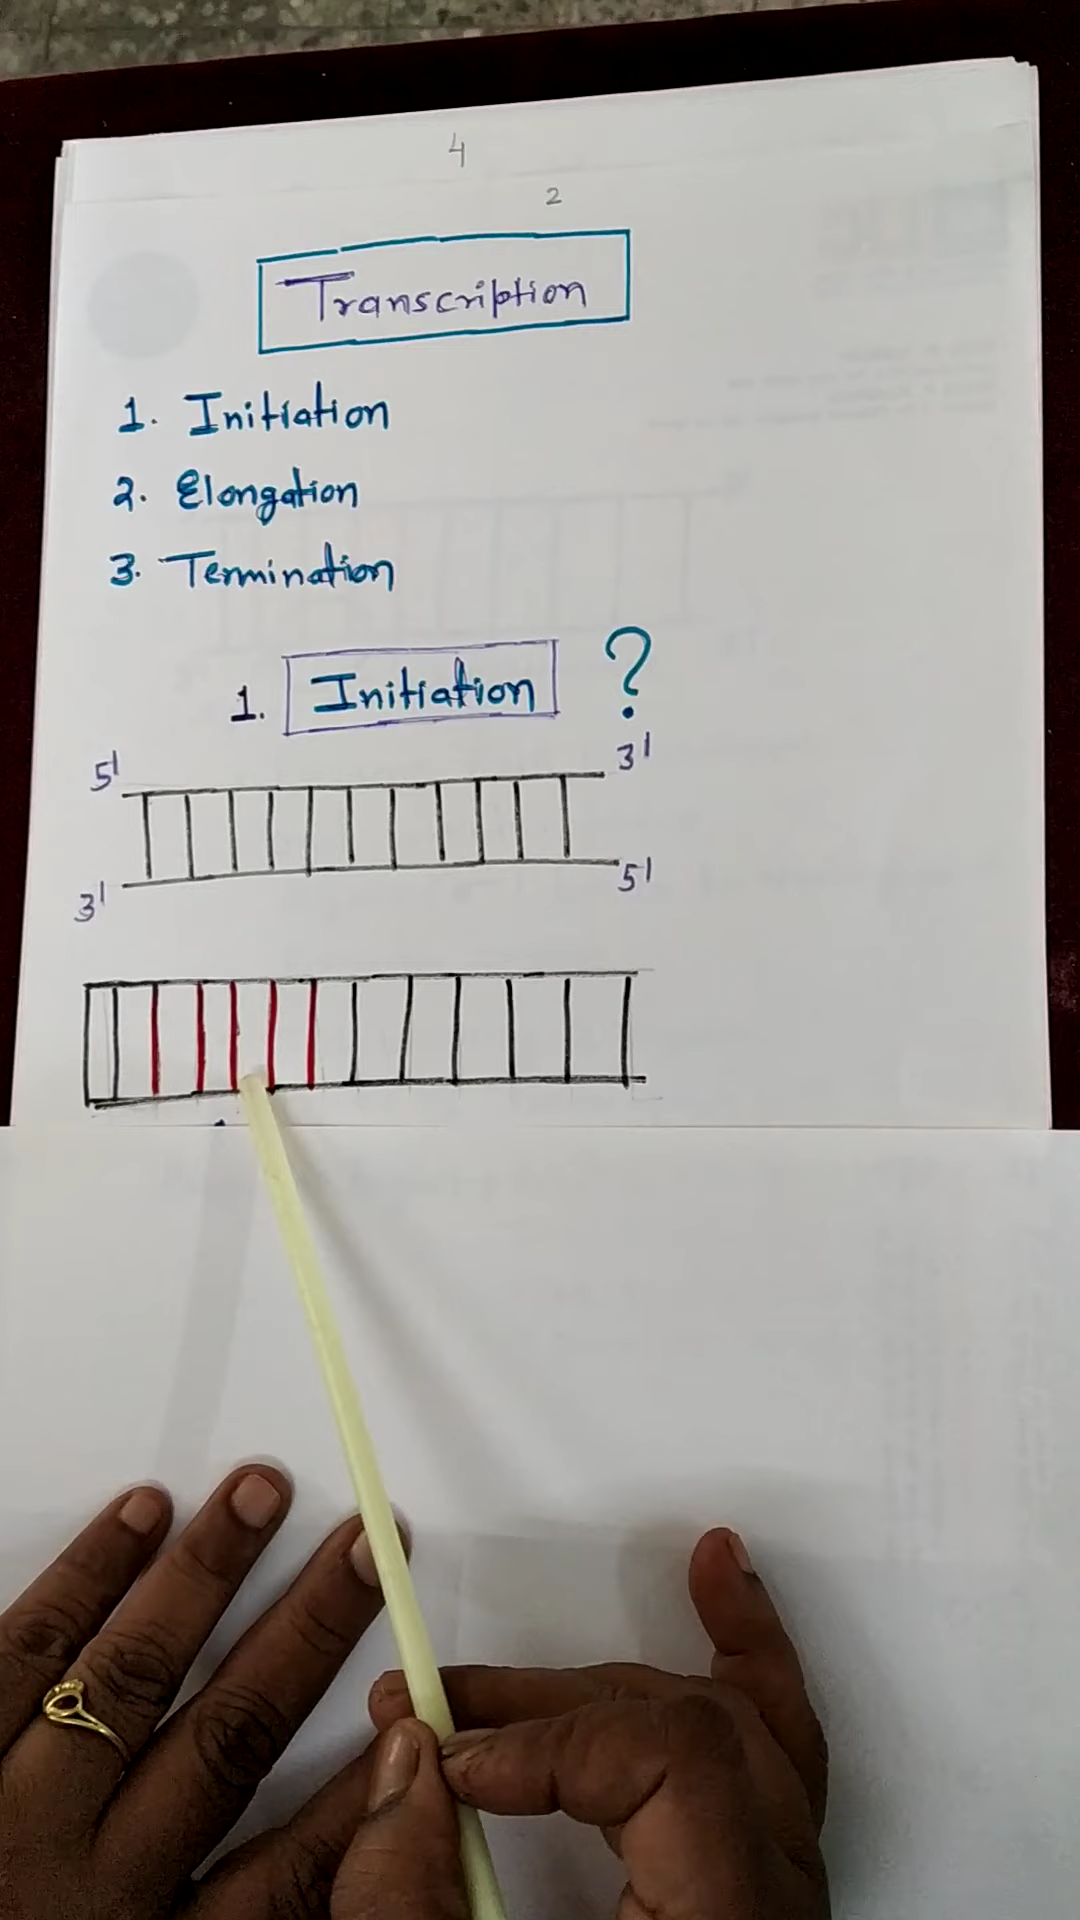 4
2
Transcription
1. Initiation
2. Elongation
3. Termination
1. Initiation ?
5' 3'
3' 5'